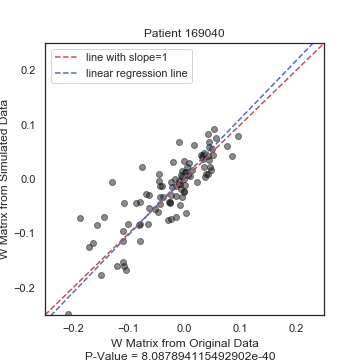 Patient 169040
line with slope=1
linear regression line
W Matrix from Simulated Data
0.2
0.1
0.0
−0.1
−0.2
−0.2
−0.1
0.0
0.1
0.2
W Matrix from Original Data
P-Value = 8.087894115492902e-40